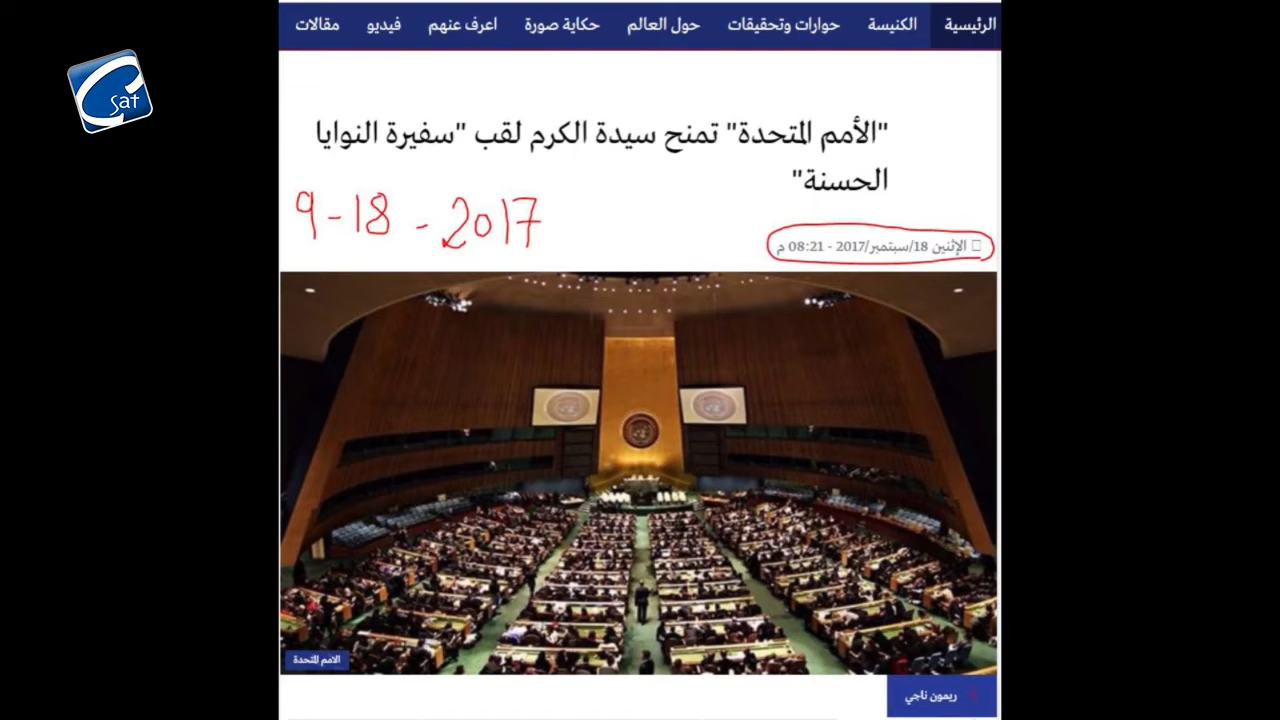 الرئيسية الكنيسة حوارات وتحقيقات حول العالم حكاية صورة اعرف عنهم فيديو مقالات
C
Sat
"الأمم المتحدة" تمنح سيدة الكرم لقب "سفيرة النوايا
الحسنة"
9-18-2017
الإثنين 18/سبتمبر/2017 - 08:21 م
الامم المتحدة
ريمون ناجي